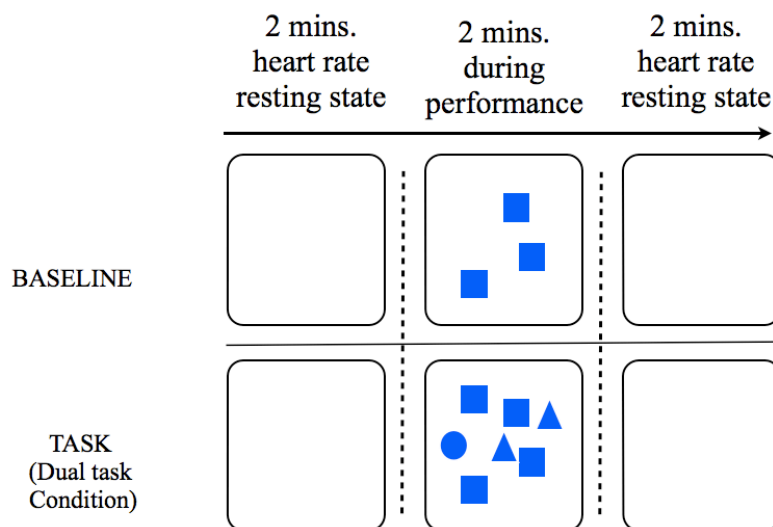 2 mins.
heart rate
resting state
2 mins.
during
performance
2 mins.
heart rate
resting state
BASELINE
TASK
(Dual task
Condition)